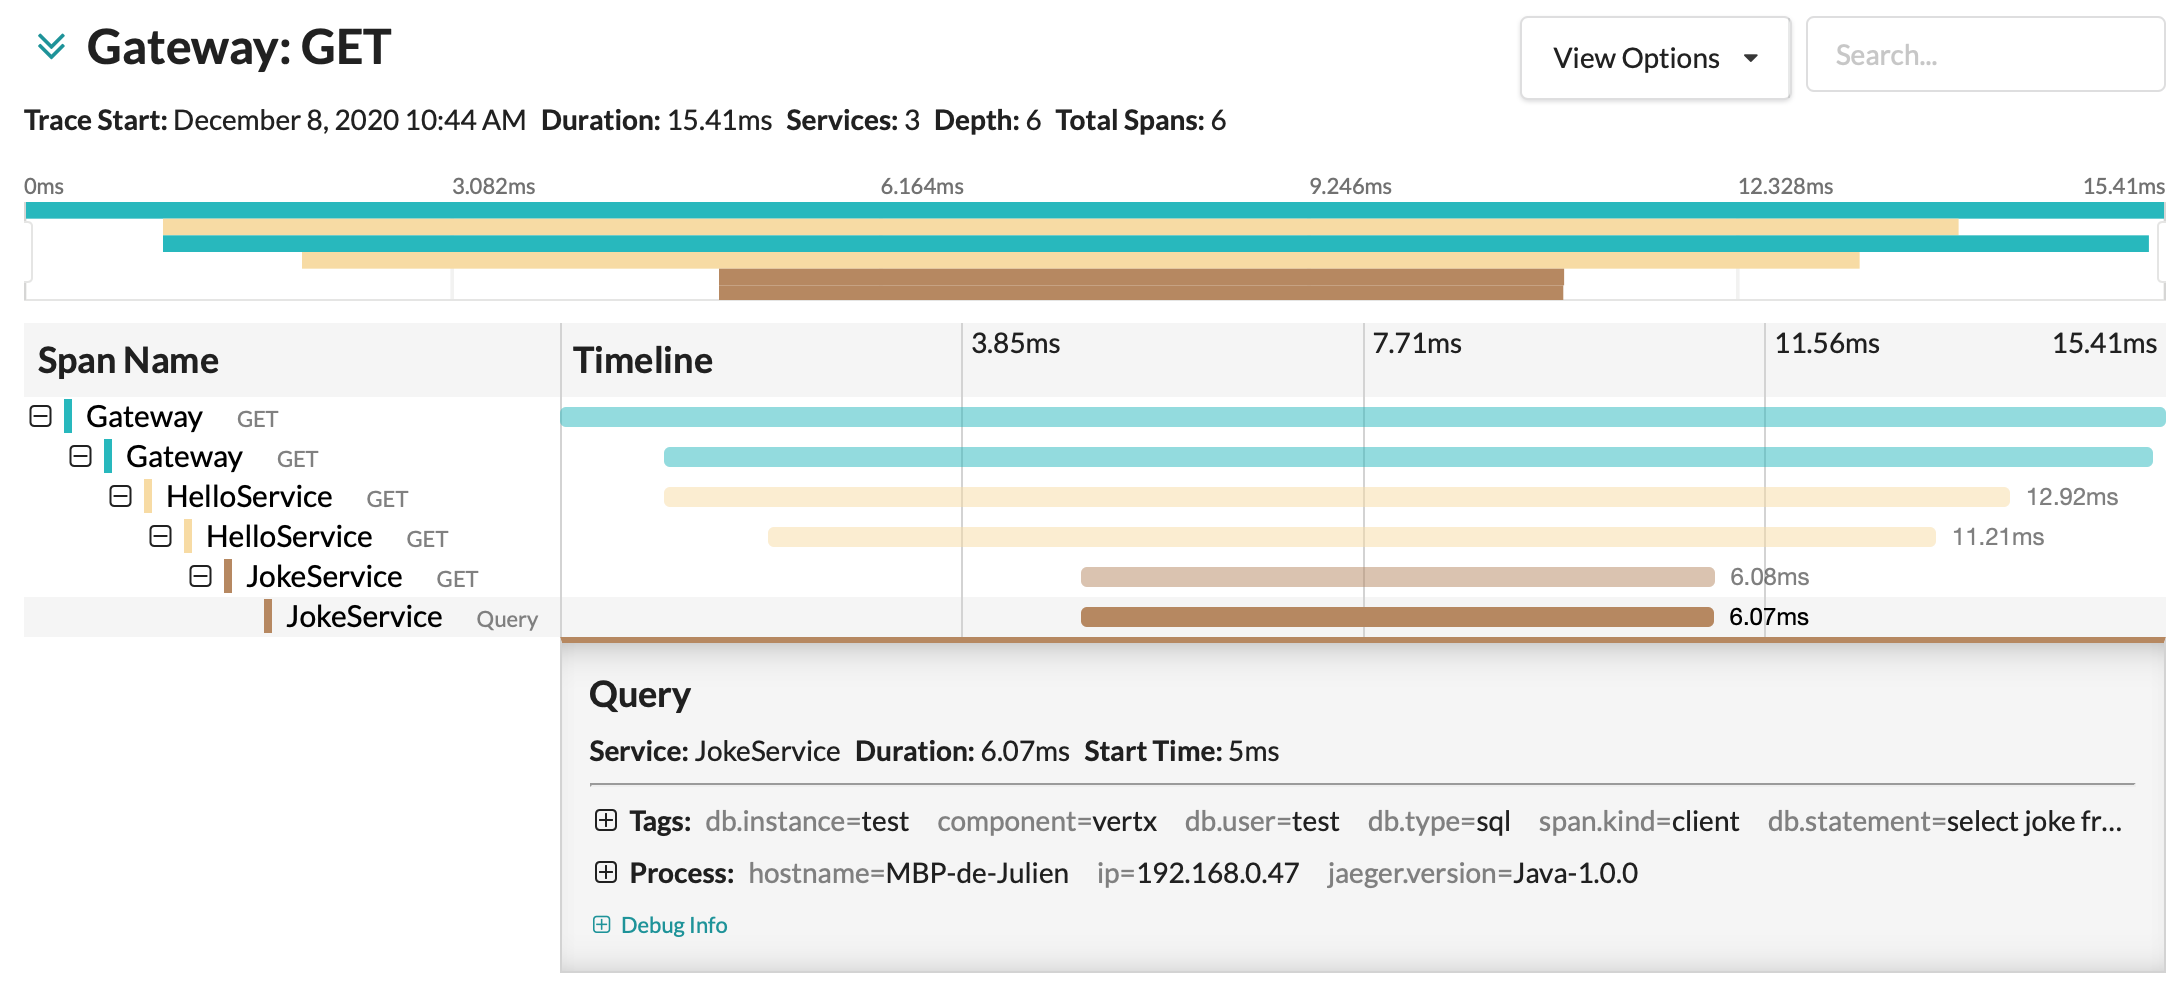 Gateway: GET
View Options
Search...
Trace Start: December 8, 2020 10:44 AM Duration: 15.41ms Services: 3 Depth: 6 Total Spans: 6
0ms 3.082ms 6.164ms 9.246ms 12.328ms 15.41ms
Span Name Timeline 3.85ms 7.71ms 11.56ms 15.41ms
Gateway GET
Gateway GET
HelloService GET 12.92ms
HelloService GET 11.21ms
JokeService GET 6.08ms
JokeService Query 6.07ms
Query
Service: JokeService Duration: 6.07ms Start Time: 5ms
Tags: db.instance=test component=vertx db.user=test db.type=sql span.kind=client db.statement=select joke fr...
Process: hostname=MBP-de-Julien ip=192.168.0.47 jaeger.version=Java-1.0.0
Debug Info